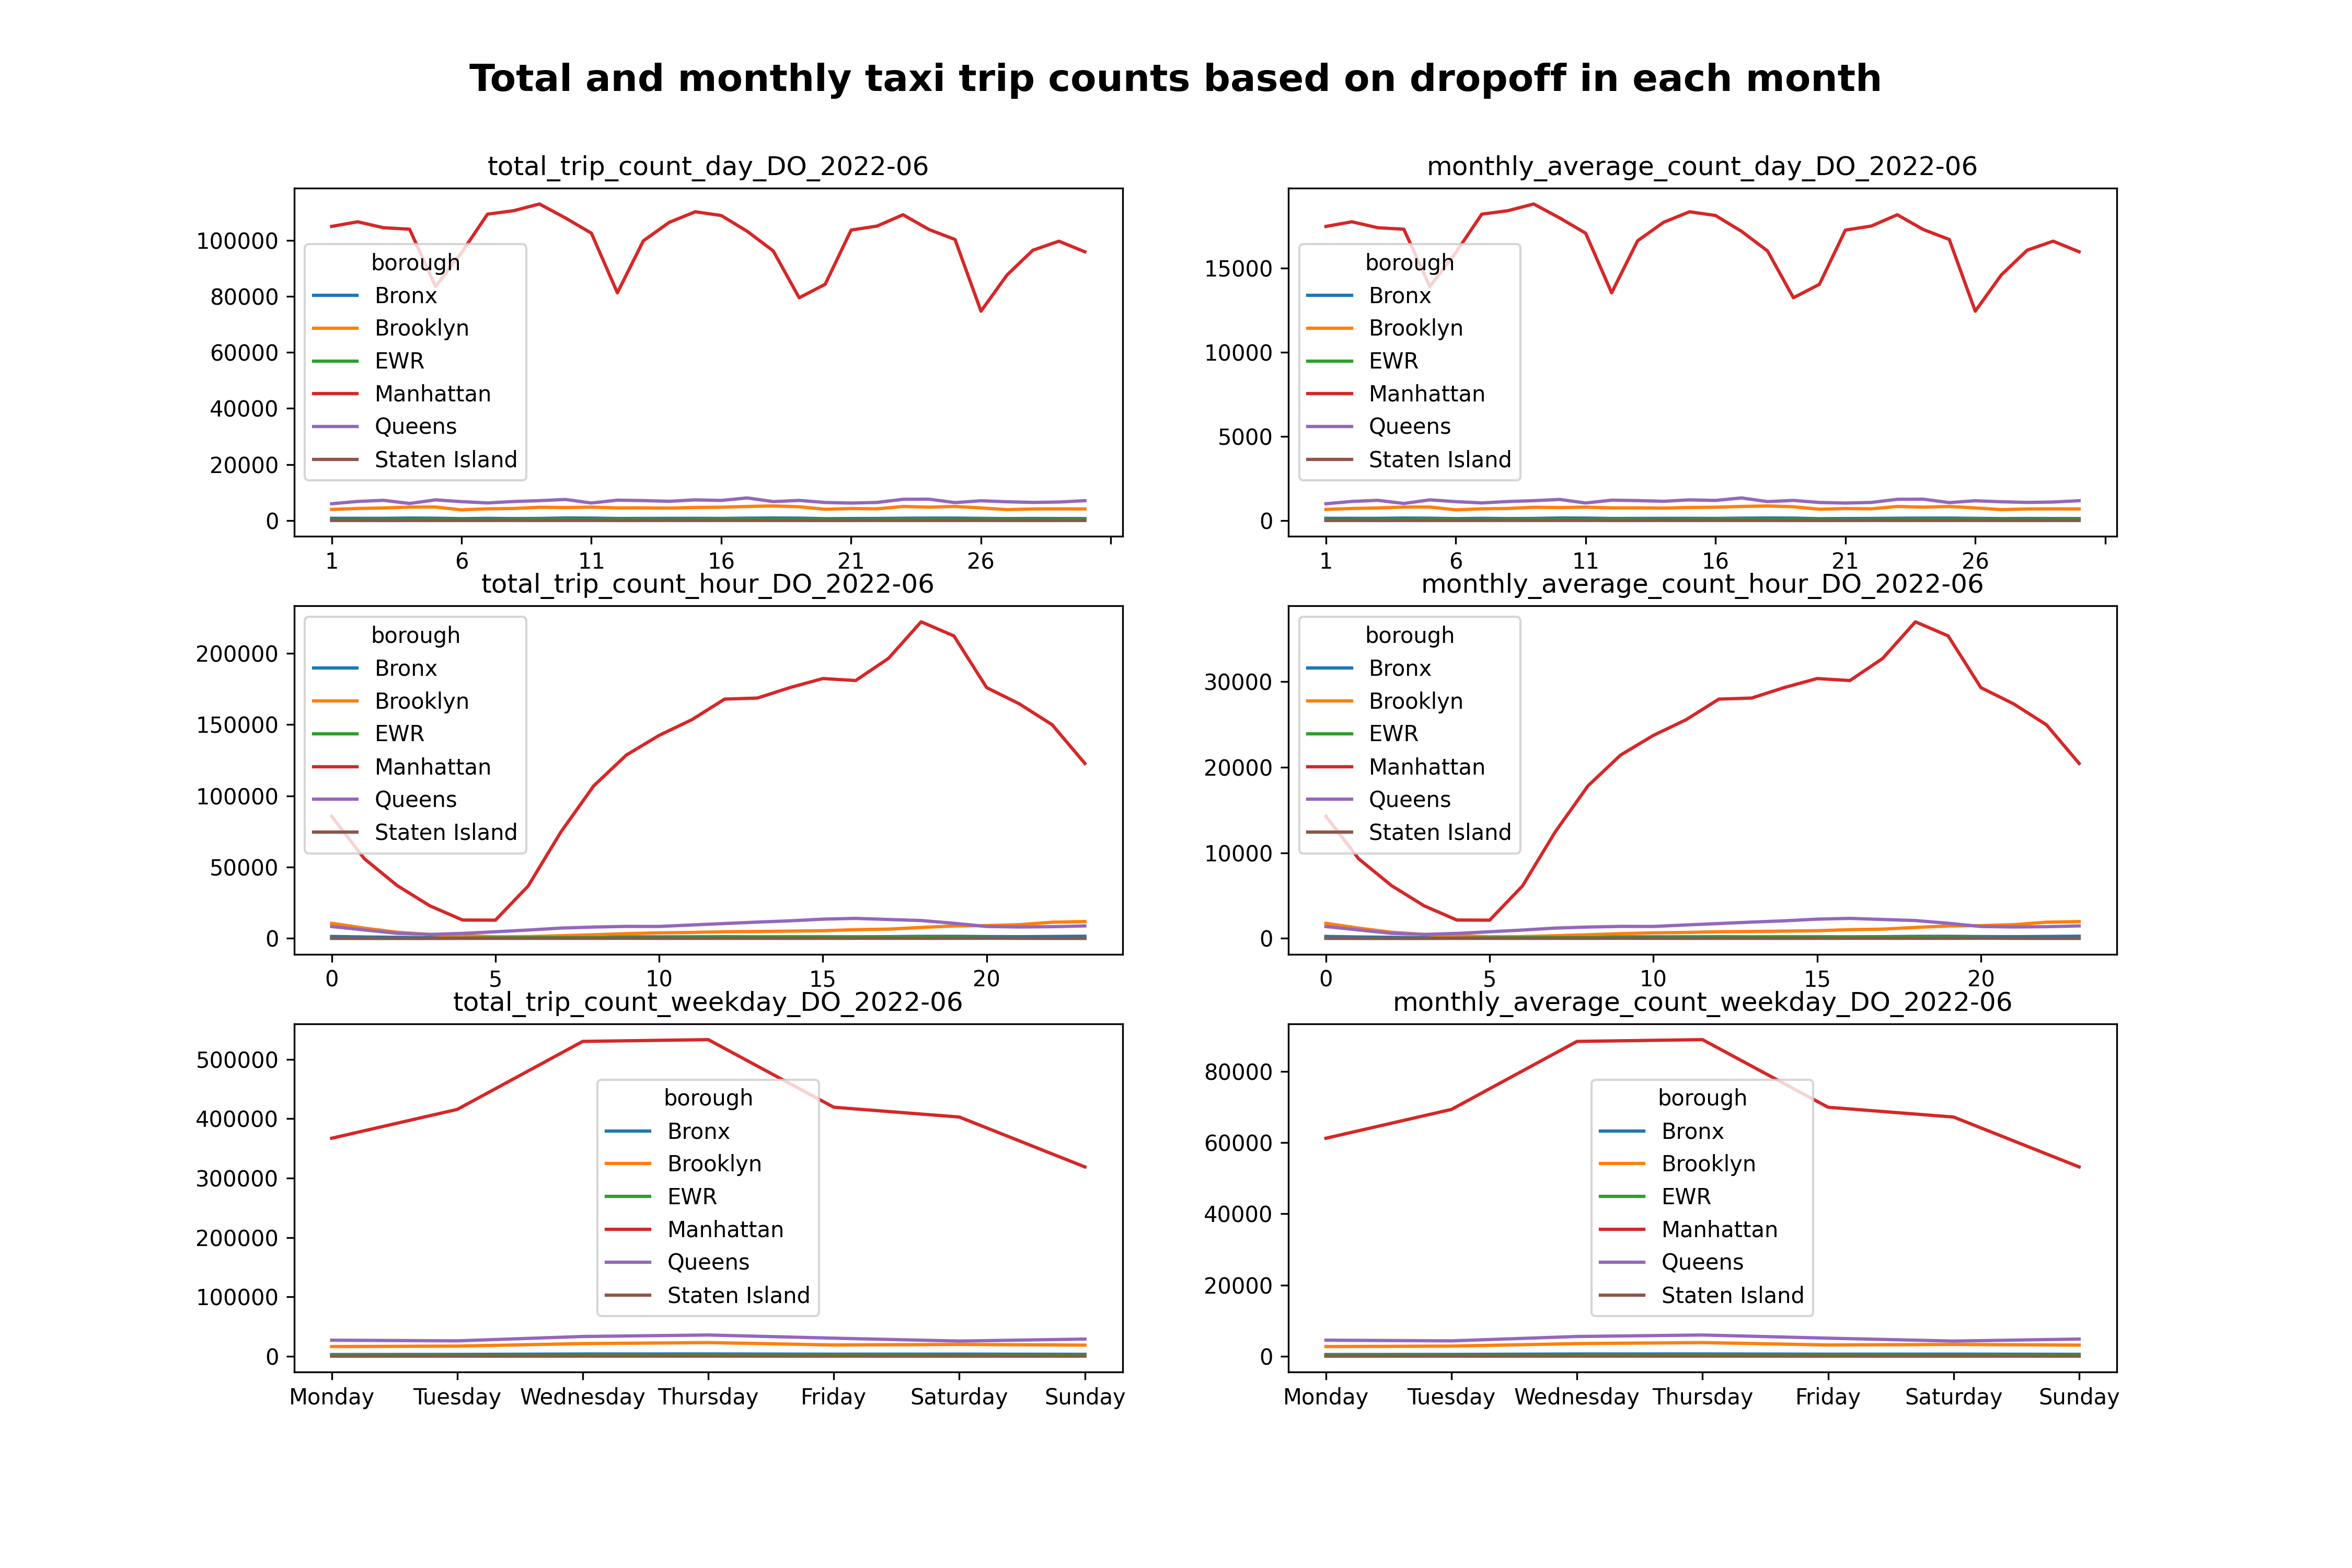 Total and monthly taxi trip counts based on dropoff in each month
total_trip_count_day_DO_2022-06
100000
80000
60000
40000
20000
0
borough
Bronx
Brooklyn
EWR
Manhattan
Queens
Staten Island
1 6 11 16 21 26
monthly_average_count_day_DO_2022-06
15000
10000
5000
0
borough
Bronx
Brooklyn
EWR
Manhattan
Queens
Staten Island
1 6 11 16 21 26
total_trip_count_hour_DO_2022-06
200000
150000
100000
50000
0
borough
Bronx
Brooklyn
EWR
Manhattan
Queens
Staten Island
0 5 10 15 20
monthly_average_count_hour_DO_2022-06
30000
20000
10000
0
borough
Bronx
Brooklyn
EWR
Manhattan
Queens
Staten Island
0 5 10 15 20
total_trip_count_weekday_DO_2022-06
500000
400000
300000
200000
100000
0
borough
Bronx
Brooklyn
EWR
Manhattan
Queens
Staten Island
Monday Tuesday Wednesday Thursday Friday Saturday Sunday
monthly_average_count_weekday_DO_2022-06
80000
60000
40000
20000
0
borough
Bronx
Brooklyn
EWR
Manhattan
Queens
Staten Island
Monday Tuesday Wednesday Thursday Friday Saturday Sunday